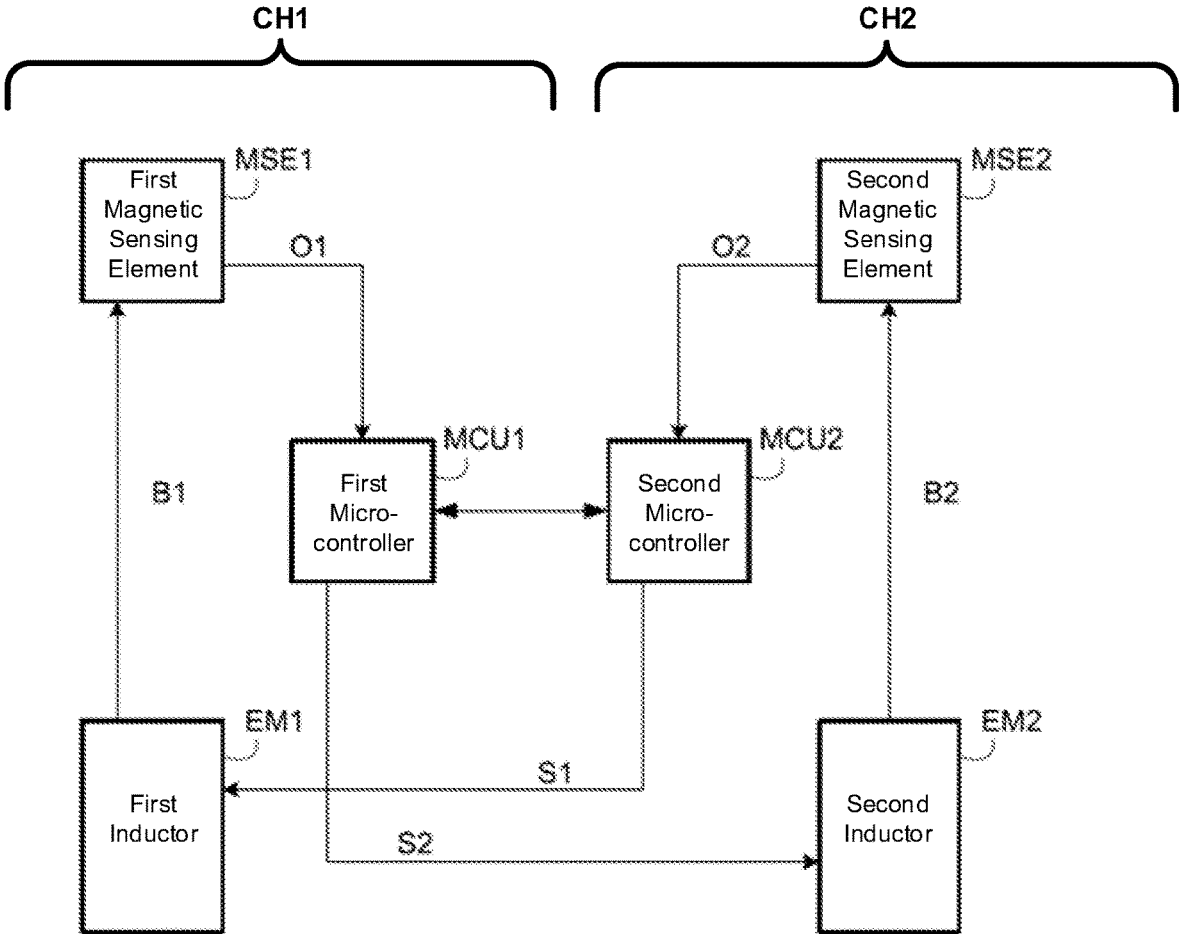 CH1
CH2
MSE1
First
Magnetic
Sensing
Element
O1
MSE2
Second
Magnetic
Sensing
Element
O2
MCU1
First
Micro-
controller
MCU2
Second
Micro-
controller
B1
B2
EM1
First
Inductor
S1
S2
EM2
Second
Inductor